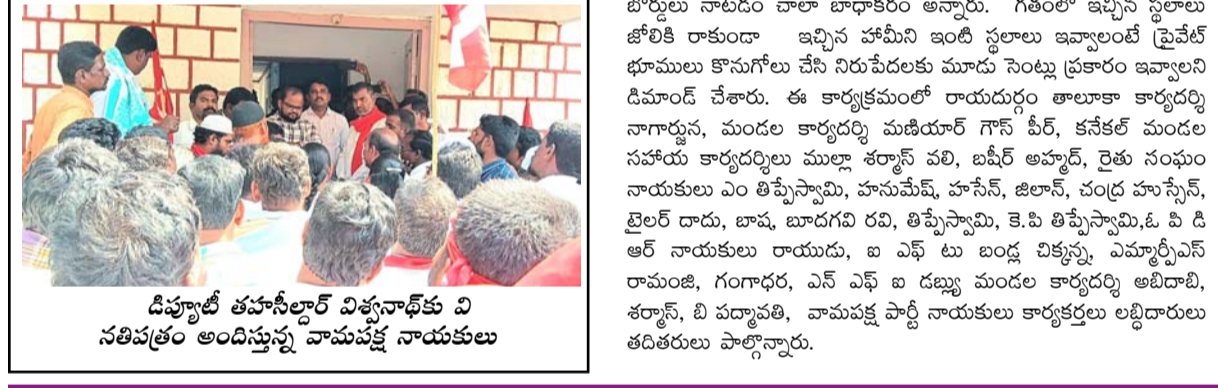 డిప్యూటీ తహసీల్దార్ విశ్వనాథ్‌కు వి
నతిపత్రం అందిస్తున్న వామపక్ష నాయకులు
బోర్డులు నాటడం చాలా బాధాకరం అన్నారు. గతంలో ఇచ్చిన స్థలాలు
జోలికి రాకుండా ఇచ్చిన హామీని ఇంటి స్థలాలు ఇవ్వాలంటే ప్రైవేట్
భూములు కొనుగోలు చేసి నిరుపేదలకు మూడు సెంట్లు ప్రకారం ఇవ్వాలని
డిమాండ్ చేశారు. ఈ కార్యక్రమంలో రాయదుర్గం తాలూకా కార్యదర్శి
నాగార్జున, మండల కార్యదర్శి మణియార్ గౌస్ పీర్, కనేకల్ మండల
సహాయ కార్యదర్శిలు ముల్లా శర్మాస్ వలి, బషీర్ అహ్మద్, రైతు సంఘం
నాయకులు ఎం తిప్పేస్వామి, హనుమేష్, హసేన్, జిలాన్, చంద్ర హుస్సేన్,
టైలర్ దాదు, బాష, బూదగవి రవి, తిప్పేస్వామి, కె.పి తిప్పేస్వామి,ఓ పి డి
ఆర్ నాయకులు రాయుడు, ఐ ఎఫ్ టు బండ్ల చిక్కన్న, ఎమ్మార్పీఎస్
రామంజి, గంగాధర, ఎన్ ఎఫ్ ఐ డబ్ల్యు మండల కార్యదర్శి అబిదాబి,
శర్మాస్, బి పద్మావతి, వామపక్ష పార్టీ నాయకులు కార్యకర్తలు లబ్ధిదారులు
తదితరులు పాల్గొన్నారు.